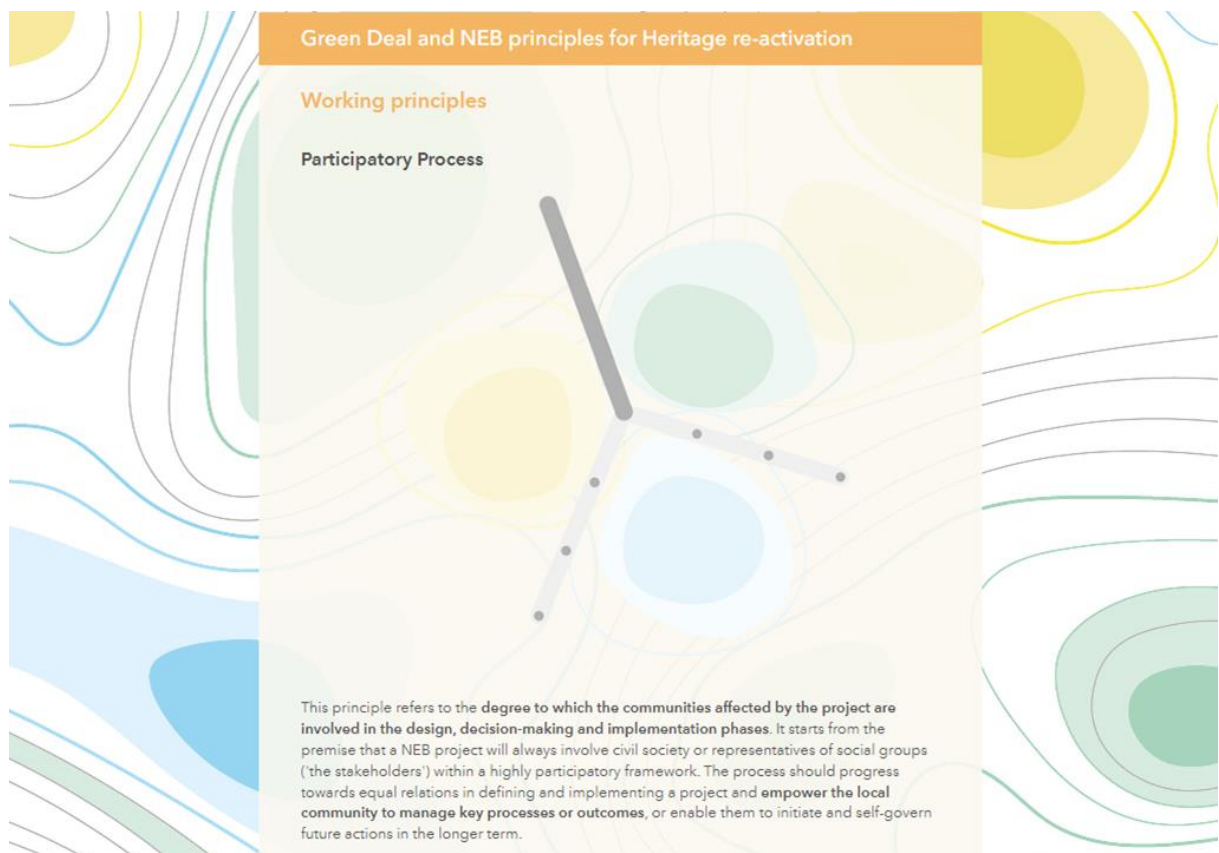 Green Deal and NEB principles for Heritage re-activation
Working principles
Participatory Process
This principle refers to the degree to which the communities affected by the project are
involved in the design, decision-making and implementation phases. It starts from the
premise that a NEB project will always involve civil society or representatives of social groups
('the stakeholders') within a highly participatory framework. The process should progress
towards equal relations in defining and implementing a project and empower the local
community to manage key processes or outcomes, or enable them to initiate and self-govern
future actions in the longer term.